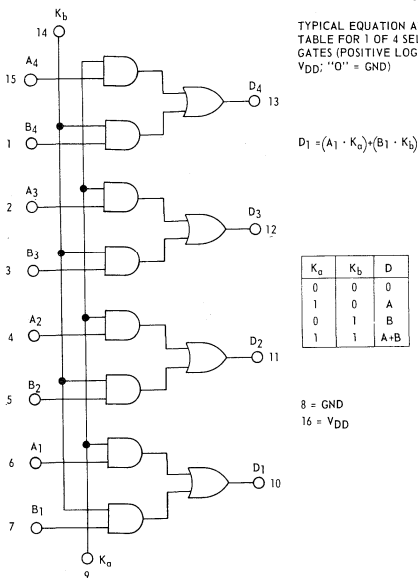 Kb
14
A4
15
D4
13
B4
1
A3
2
D3
12
B3
3
A2
4
D2
11
B2
5
A1
6
D1
10
B1
7
Ka
9
TYPICAL EQUATION A
TABLE FOR 1 OF 4 SEL
GATES (POSITIVE LOG
VDD; "0" = GND)
D1 = (A1 · Ka)+(B1 · Kb)
Ka Kb D
0 0 0
1 0 A
0 1 B
1 1 A+B
8 = GND
16 = VDD